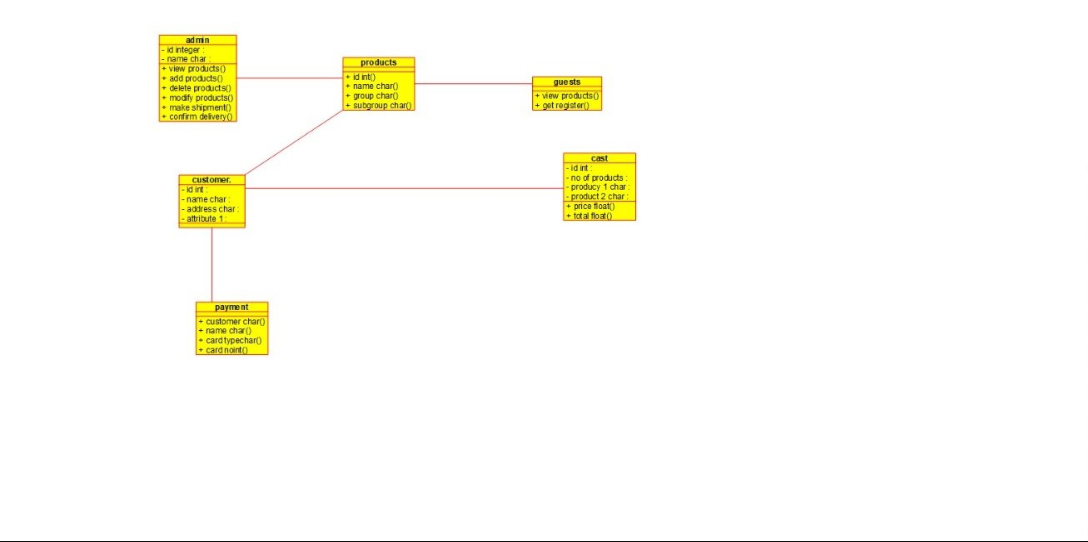 admin
- id integer :
- name char :
+ view products()
+ add products()
+ delete products()
+ modify products()
+ make shipment()
+ confirm delivery()
products
+ id int()
+ name char()
+ group char()
+ subgroup char()
guests
+ view products()
+ get register()
cast
- id int :
- no of products :
- producy 1 char :
- product 2 char :
+ price float()
+ total float()
customer.
- id int :
- name char :
- address char :
- attribute 1 :
payment
+ customer char()
+ name char()
+ card typechar()
+ card noint()